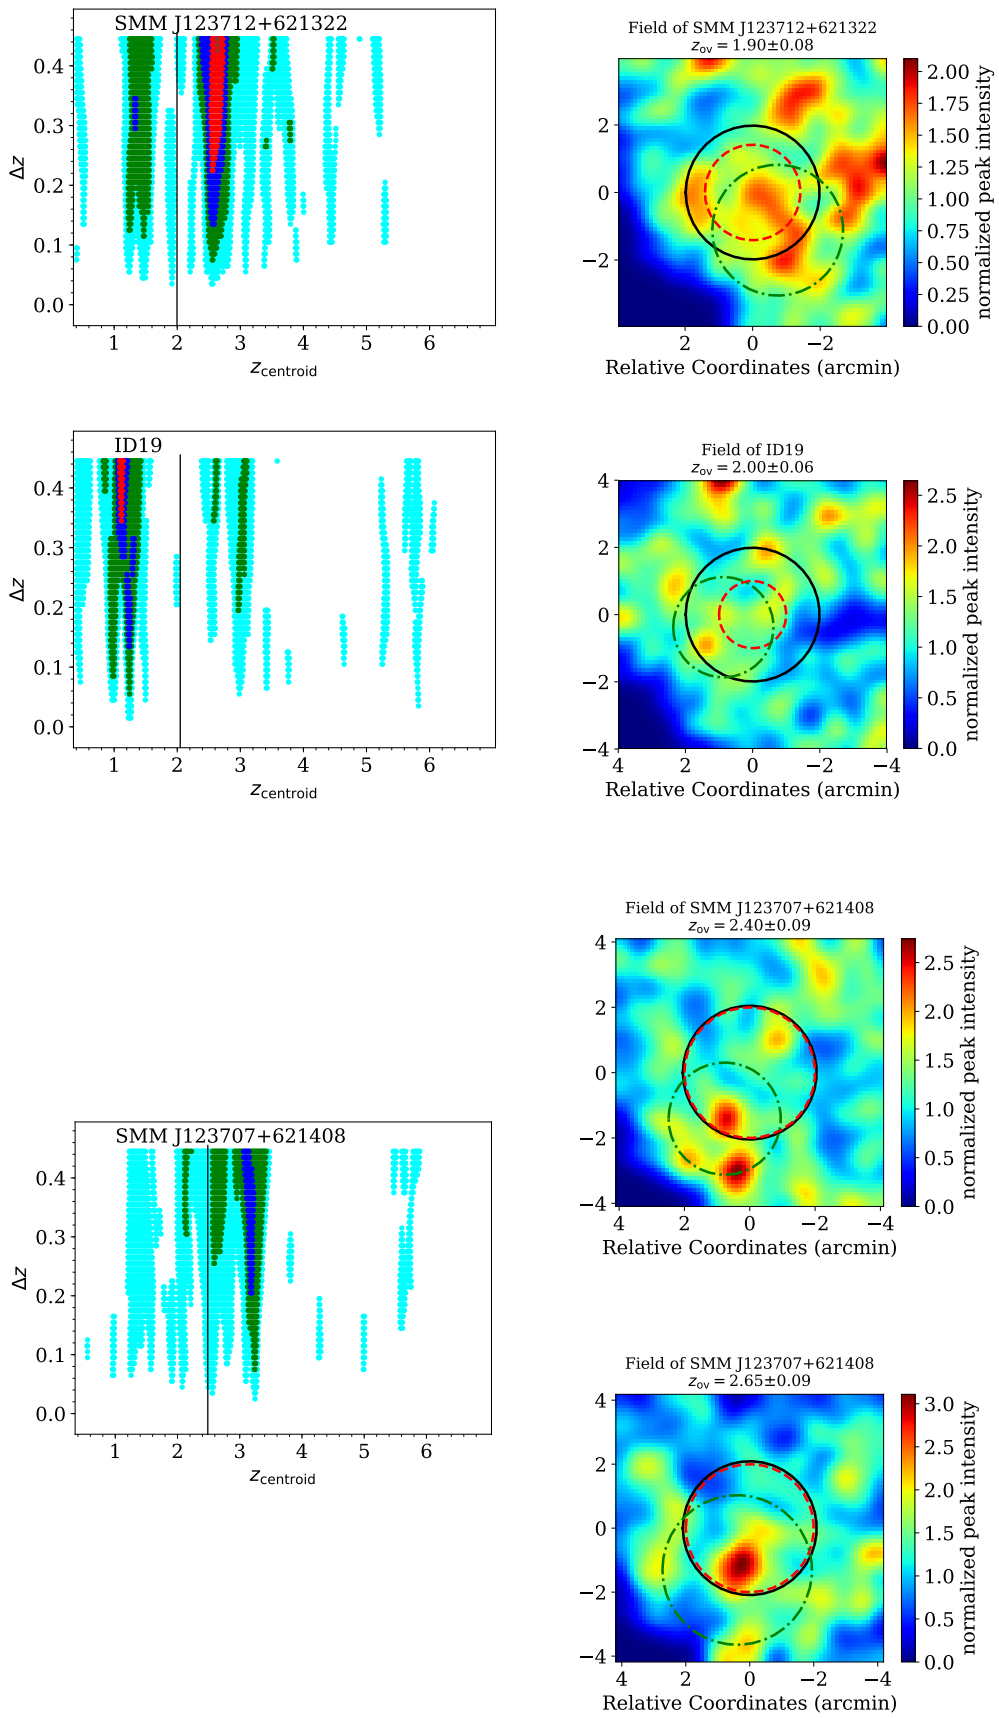 SMM J123712+621322
0.4
0.3
0.2
0.1
0.0
Δz
1 2 3 4 5 6
z_centroid
Field of SMM J123712+621322
z_ov = 1.90±0.08
2
0
−2
2 0 −2
Relative Coordinates (arcmin)
2.00
1.75
1.50
1.25
1.00
0.75
0.50
0.25
0.00
normalized peak intensity
ID19
0.4
0.3
0.2
0.1
0.0
Δz
1 2 3 4 5 6
z_centroid
Field of ID19
z_ov = 2.00±0.06
4
2
0
−2
−4
4 2 0 −2 −4
Relative Coordinates (arcmin)
2.5
2.0
1.5
1.0
0.5
0.0
normalized peak intensity
Field of SMM J123707+621408
z_ov = 2.40±0.09
4
2
0
−2
−4
4 2 0 −2 −4
Relative Coordinates (arcmin)
2.5
2.0
1.5
1.0
0.5
0.0
normalized peak intensity
SMM J123707+621408
0.4
0.3
0.2
0.1
0.0
Δz
1 2 3 4 5 6
z_centroid
Field of SMM J123707+621408
z_ov = 2.65±0.09
4
2
0
−2
−4
4 2 0 −2 −4
Relative Coordinates (arcmin)
3.0
2.5
2.0
1.5
1.0
0.5
0.0
normalized peak intensity